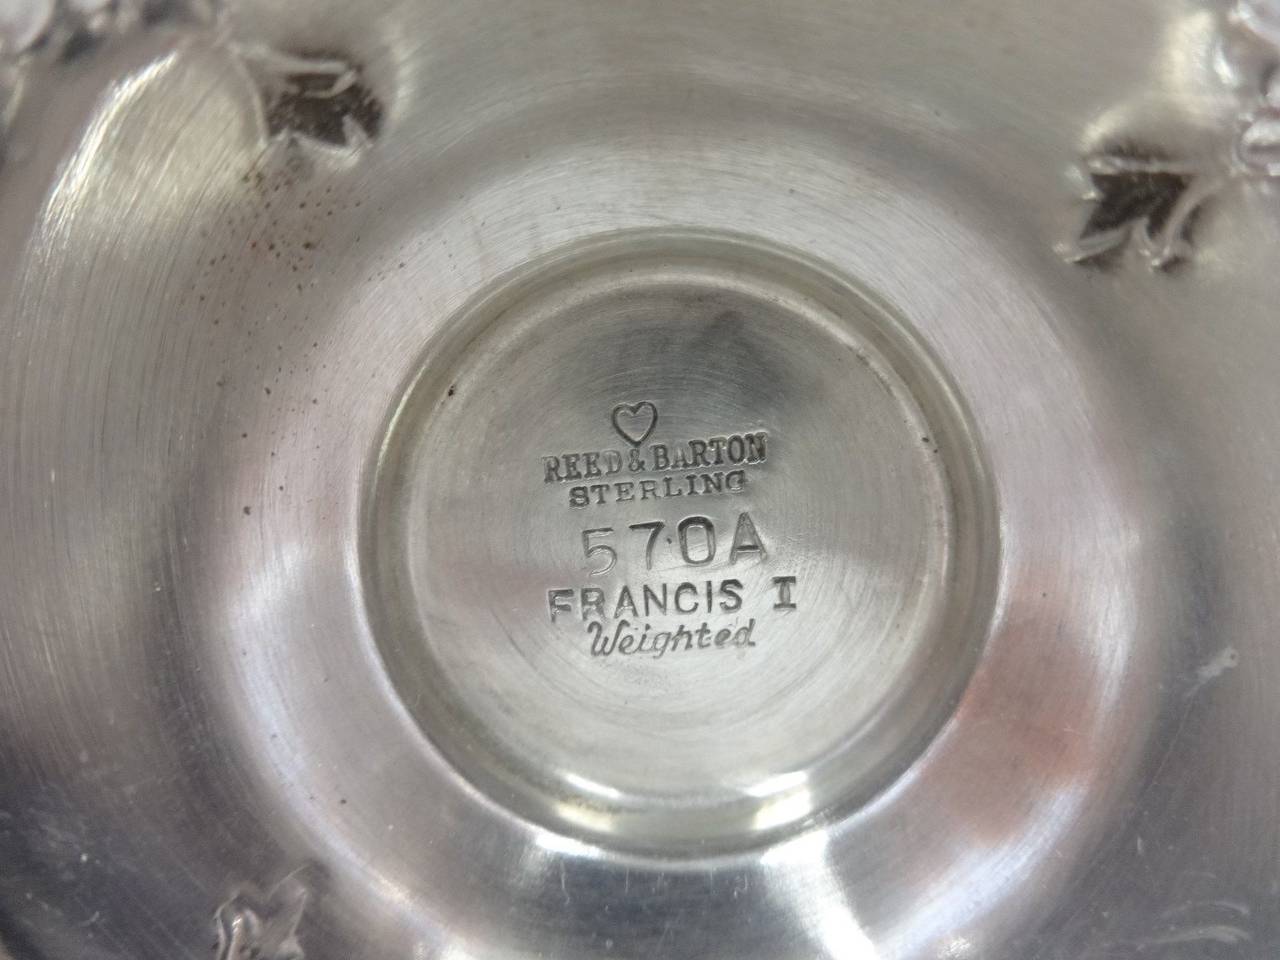 REED & BARTON
STERLING
570A
FRANCIS I
Weighted